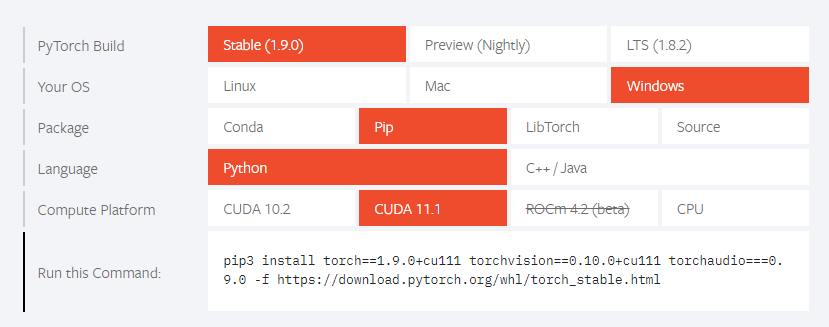 PyTorch Build Stable (1.9.0) Preview (Nightly) LTS (1.8.2)
Your OS Linux Mac Windows
Package Conda Pip LibTorch Source
Language Python C++ / Java
Compute Platform CUDA 10.2 CUDA 11.1 ROCm 4.2 (beta) CPU
Run this Command:
pip3 install torch==1.9.0+cu111 torchvision==0.10.0+cu111 torchaudio===0.
9.0 -f https://download.pytorch.org/whl/torch_stable.html